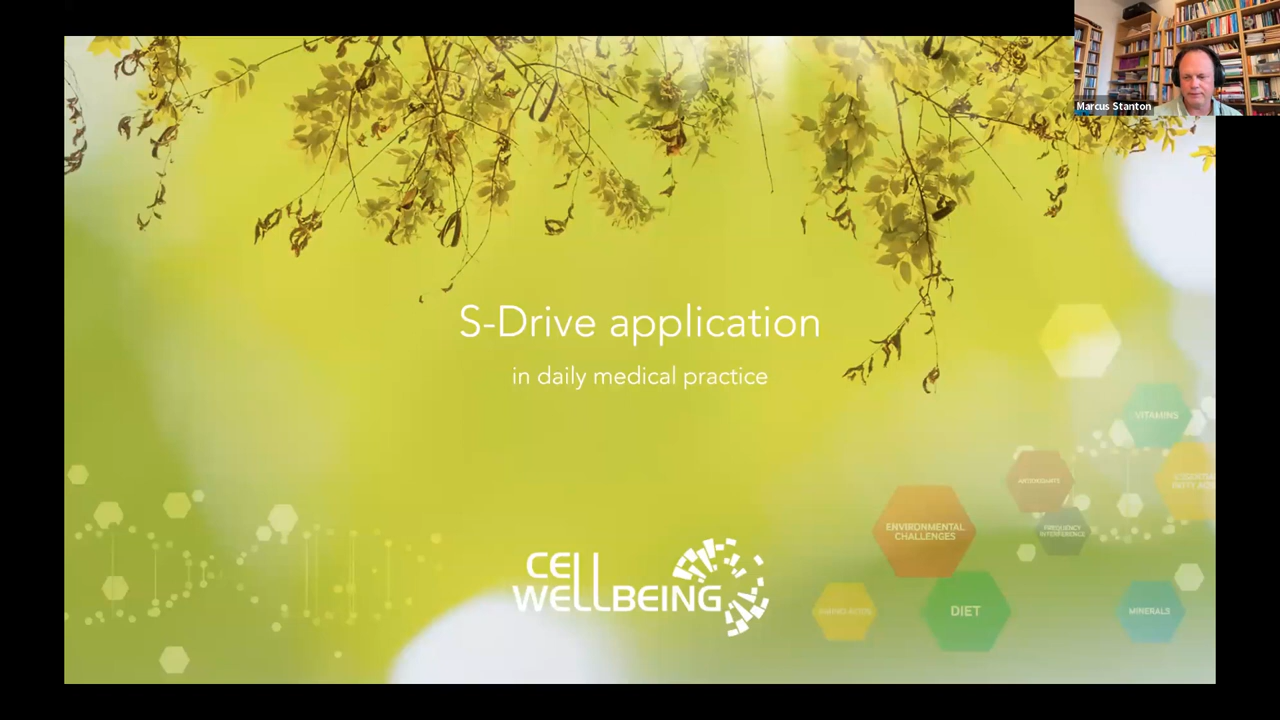 Marcus Stanton
S-Drive application
in daily medical practice
VITAMINS
ANTIOXIDANTS
ENVIRONMENTAL
CHALLENGES
FREQUENCY
INTERFERENCE
CELL
WELLBEING
DIET
MINERALS